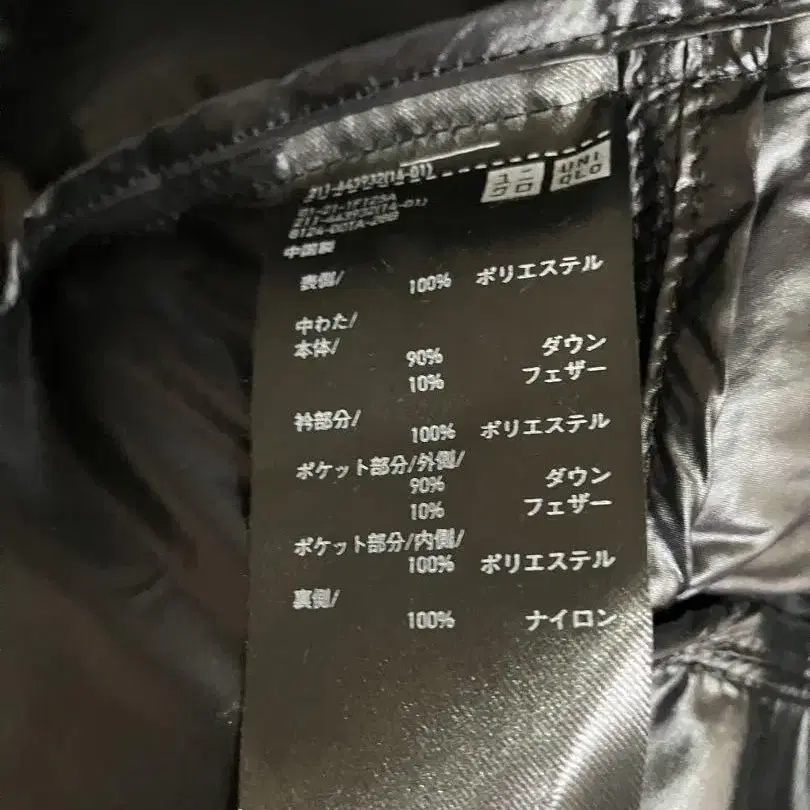 ユニ
クロ
UNI
QLO
中国製
表側/
100% ポリエステル
中わた/
本体/
90% ダウン
10% フェザー
衿部分/
100% ポリエステル
ポケット部分/外側/
90% ダウン
10% フェザー
ポケット部分/内側/
100% ポリエステル
裏側/
100% ナイロン